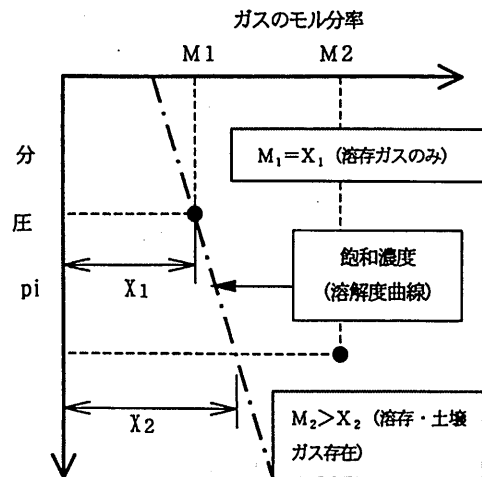 ガスのモル分率
M1 M2
分
圧
pi
M₁=X₁ (溶存ガスのみ)
飽和濃度
(溶解度曲線)
X1
X2
M₂>X₂ (溶存・土壌
ガス存在)